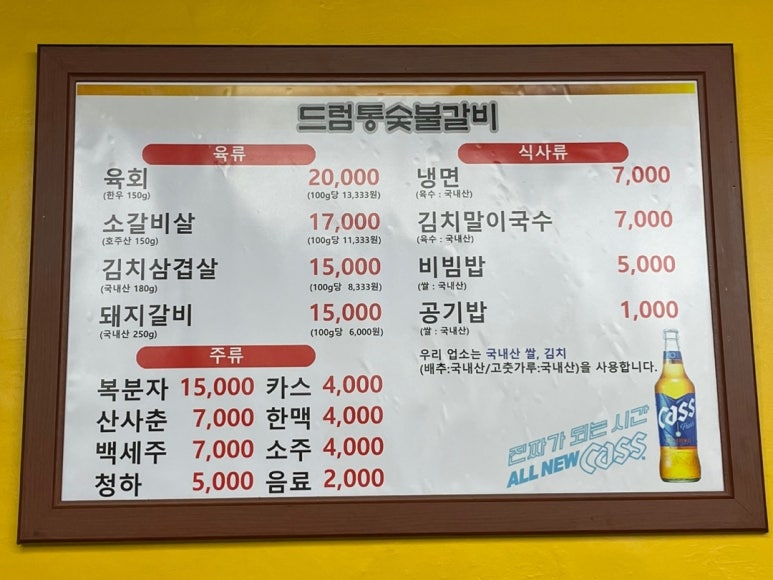 드럼통숯불갈비
육류
육회 20,000
(한우 150g) (100g당 13,333원)
소갈비살 17,000
(호주산 150g) (100g당 11,333원)
김치삼겹살 15,000
(국내산 180g) (100g당 8,333원)
돼지갈비 15,000
(국내산 250g) (100g당 6,000원)
주류
복분자 15,000 카스 4,000
산사춘 7,000 한맥 4,000
백세주 7,000 소주 4,000
청하 5,000 음료 2,000
식사류
냉면 7,000
(육수 : 국내산)
김치말이국수 7,000
(육수 : 국내산)
비빔밥 5,000
(쌀 : 국내산)
공기밥 1,000
(쌀 : 국내산)
우리 업소는 국내산 쌀, 김치
(배추:국내산/고춧가루:국내산)을 사용합니다.
진짜가 되는 시간
ALL NEW Cass
Cass
Fresh